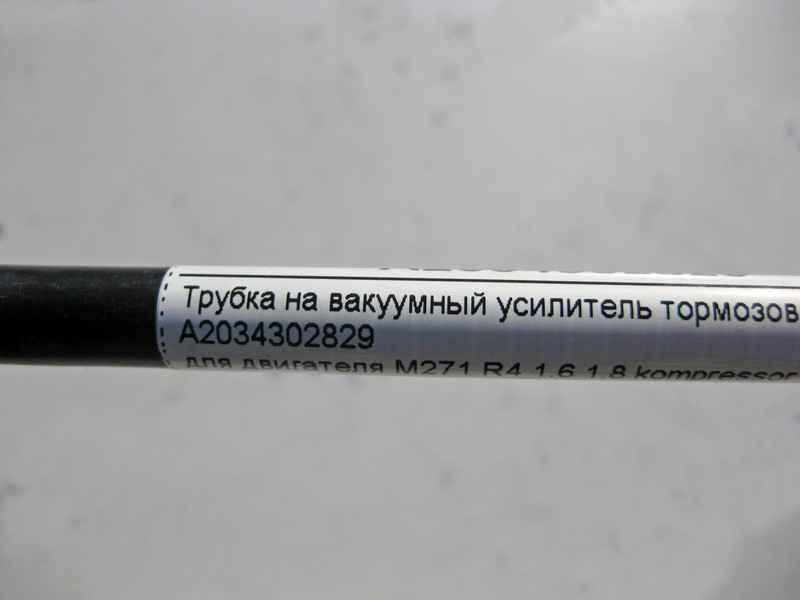 Трубка на вакуумный усилитель тормозов
A2034302829
для двигателя M271 R4 1.6 1.8 kompressor